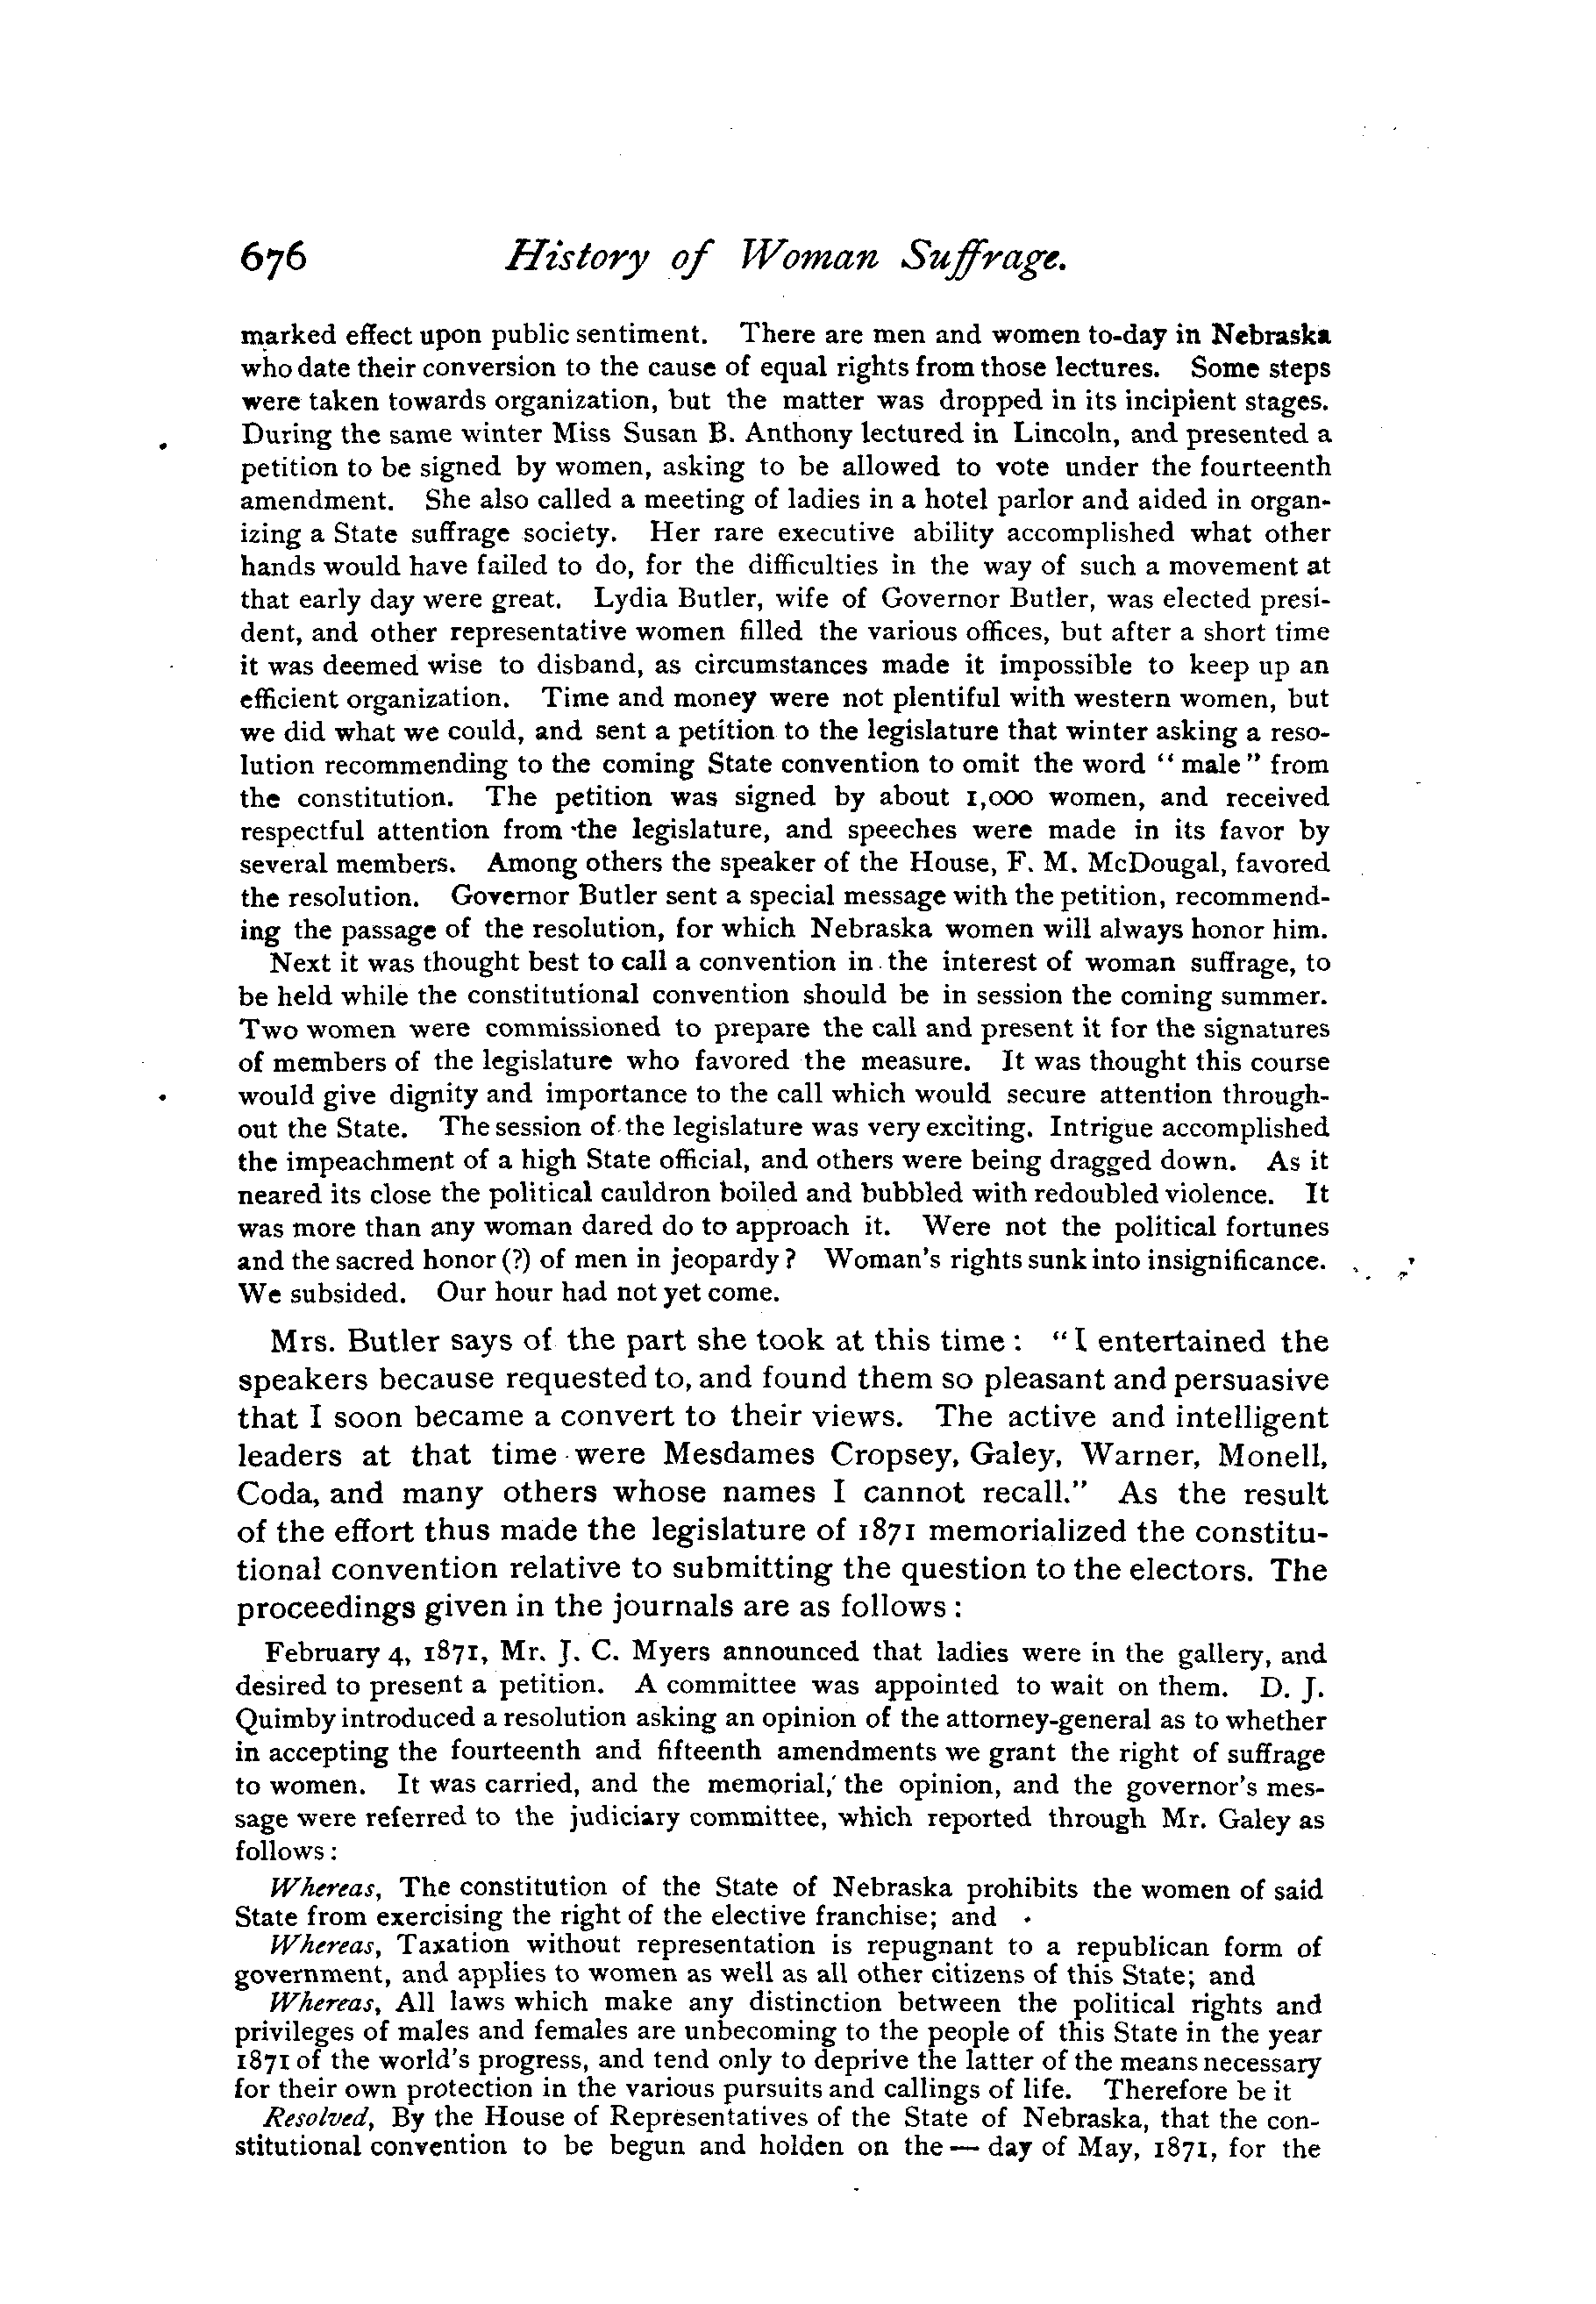 676 History of Woman Suffrage.
marked effect upon public sentiment. There are men and women to-day in Nebraska
who date their conversion to the cause of equal rights from those lectures. Some steps
were taken towards organization, but the matter was dropped in its incipient stages.
During the same winter Miss Susan B. Anthony lectured in Lincoln, and presented a
petition to be signed by women, asking to be allowed to vote under the fourteenth
amendment. She also called a meeting of ladies in a hotel parlor and aided in organ-
izing a State suffrage society. Her rare executive ability accomplished what other
hands would have failed to do, for the difficulties in the way of such a movement at
that early day were great. Lydia Butler, wife of Governor Butler, was elected presi-
dent, and other representative women filled the various offices, but after a short time
it was deemed wise to disband, as circumstances made it impossible to keep up an
efficient organization. Time and money were not plentiful with western women, but
we did what we could, and sent a petition to the legislature that winter asking a reso-
lution recommending to the coming State convention to omit the word "male" from
the constitution. The petition was signed by about 1,000 women, and received
respectful attention from the legislature, and speeches were made in its favor by
several members. Among others the speaker of the House, F. M. McDougal, favored
the resolution. Governor Butler sent a special message with the petition, recommend-
ing the passage of the resolution, for which Nebraska women will always honor him.
Next it was thought best to call a convention in the interest of woman suffrage, to
be held while the constitutional convention should be in session the coming summer.
Two women were commissioned to prepare the call and present it for the signatures
of members of the legislature who favored the measure. It was thought this course
would give dignity and importance to the call which would secure attention through-
out the State. The session of the legislature was very exciting. Intrigue accomplished
the impeachment of a high State official, and others were being dragged down. As it
neared its close the political cauldron boiled and bubbled with redoubled violence. It
was more than any woman dared do to approach it. Were not the political fortunes
and the sacred honor (?) of men in jeopardy? Woman's rights sunk into insignificance.
We subsided. Our hour had not yet come.
Mrs. Butler says of the part she took at this time: "I entertained the
speakers because requested to, and found them so pleasant and persuasive
that I soon became a convert to their views. The active and intelligent
leaders at that time were Mesdames Cropsey, Galey, Warner, Monell,
Coda, and many others whose names I cannot recall." As the result
of the effort thus made the legislature of 1871 memorialized the constitu-
tional convention relative to submitting the question to the electors. The
proceedings given in the journals are as follows:
February 4, 1871, Mr. J. C. Myers announced that ladies were in the gallery, and
desired to present a petition. A committee was appointed to wait on them. D. J.
Quimby introduced a resolution asking an opinion of the attorney-general as to whether
in accepting the fourteenth and fifteenth amendments we grant the right of suffrage
to women. It was carried, and the memorial, the opinion, and the governor's mes-
sage were referred to the judiciary committee, which reported through Mr. Galey as
follows:
Whereas, The constitution of the State of Nebraska prohibits the women of said
State from exercising the right of the elective franchise; and
Whereas, Taxation without representation is repugnant to a republican form of
government, and applies to women as well as all other citizens of this State; and
Whereas, All laws which make any distinction between the political rights and
privileges of males and females are unbecoming to the people of this State in the year
1871 of the world's progress, and tend only to deprive the latter of the means necessary
for their own protection in the various pursuits and callings of life. Therefore be it
Resolved, By the House of Representatives of the State of Nebraska, that the con-
stitutional convention to be begun and holden on the — day of May, 1871, for the